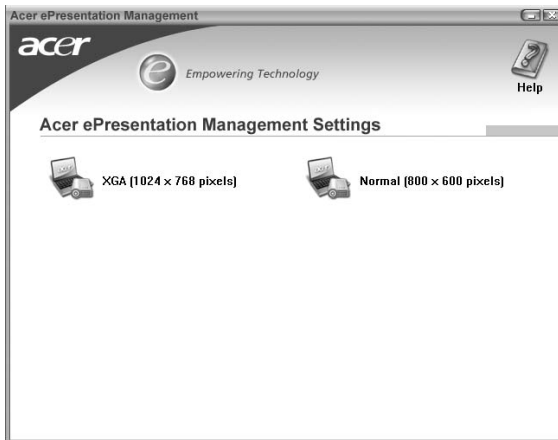 Acer ePresentation Management
acer
e Empowering Technology
Help
Acer ePresentation Management Settings
XGA (1024 x 768 pixels)
Normal (800 x 600 pixels)